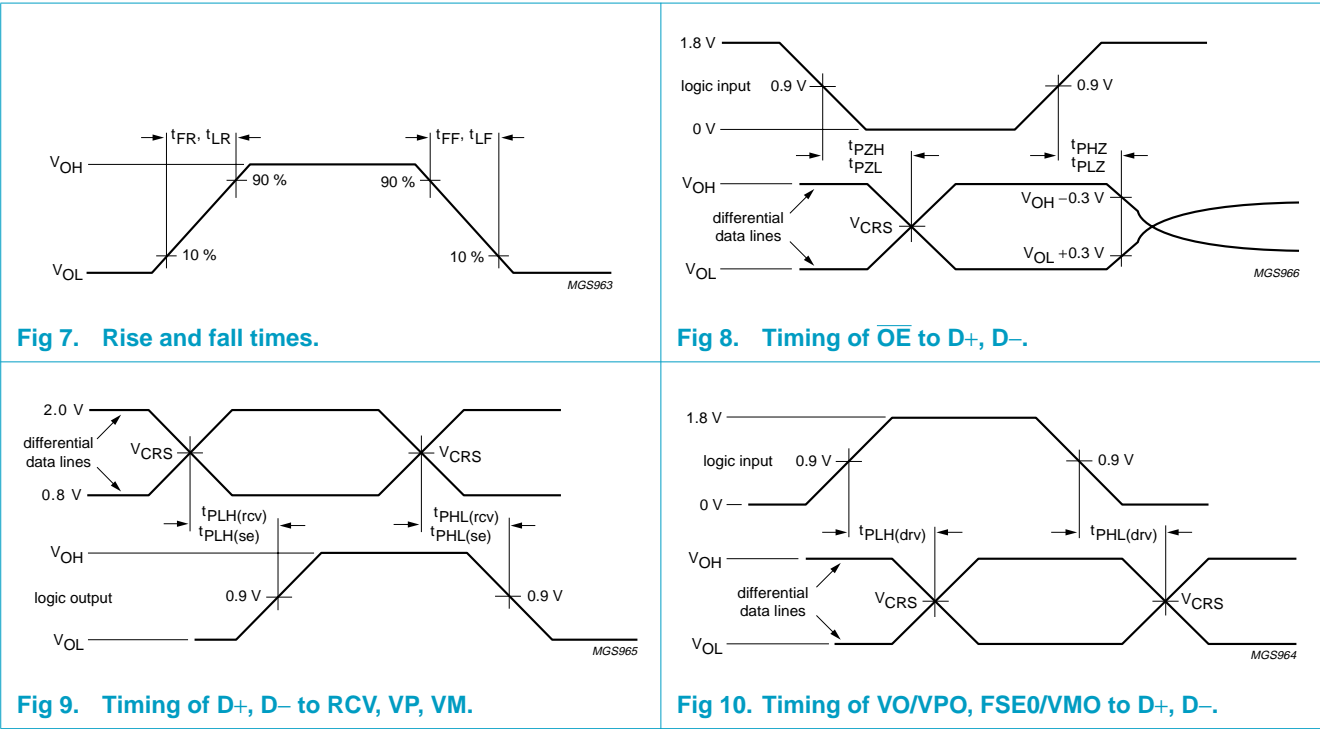 tFR, tLR
tFF, tLF
VOH
90 %
90 %
10 %
10 %
VOL
MGS963
Fig 7. Rise and fall times.
1.8 V
logic input
0.9 V
0.9 V
0 V
tPZH
tPZL
tPHZ
tPLZ
VOH
VOH −0.3 V
differential
data lines
VCRS
VOL +0.3 V
VOL
MGS966
Fig 8. Timing of O̅E̅ to D+, D−.
2.0 V
differential
data lines
VCRS
VCRS
0.8 V
tPLH(rcv)
tPLH(se)
tPHL(rcv)
tPHL(se)
VOH
logic output
0.9 V
0.9 V
VOL
MGS965
Fig 9. Timing of D+, D− to RCV, VP, VM.
1.8 V
logic input
0.9 V
0.9 V
0 V
tPLH(drv)
tPHL(drv)
VOH
differential
data lines
VCRS
VCRS
VOL
MGS964
Fig 10. Timing of VO/VPO, FSE0/VMO to D+, D−.